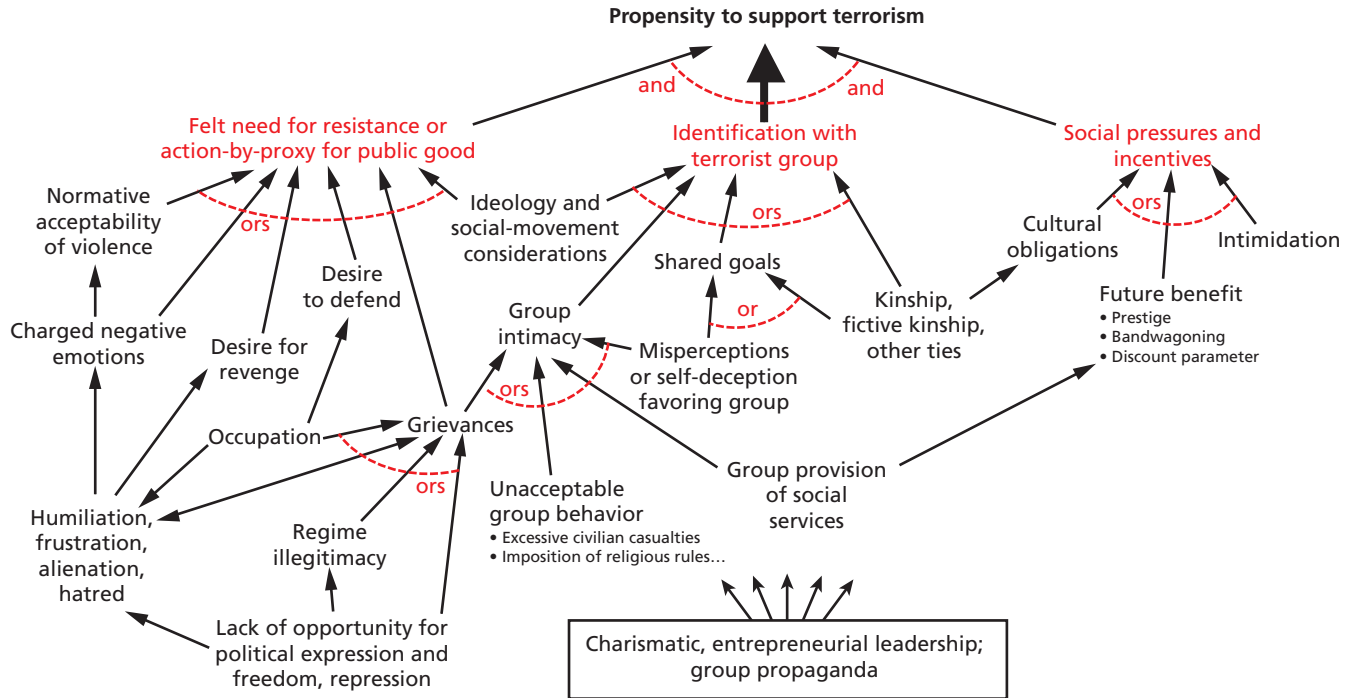 Propensity to support terrorism
and
and
Felt need for resistance or
action-by-proxy for public good
Identification with
terrorist group
Social pressures and
incentives
Normative
acceptability
of violence
ors
Ideology and
social-movement
considerations
ors
Cultural
obligations
ors
Intimidation
Desire
to defend
Shared goals
Charged negative
emotions
Desire for
revenge
Group
intimacy
or
Kinship,
fictive kinship,
other ties
Future benefit
• Prestige
• Bandwagoning
• Discount parameter
Misperceptions
or self-deception
favoring group
ors
Occupation
Grievances
ors
Humiliation,
frustration,
alienation,
hatred
Regime
illegitimacy
Unacceptable
group behavior
• Excessive civilian casualties
• Imposition of religious rules…
Group provision
of social
services
Lack of opportunity for
political expression and
freedom, repression
Charismatic, entrepreneurial leadership;
group propaganda